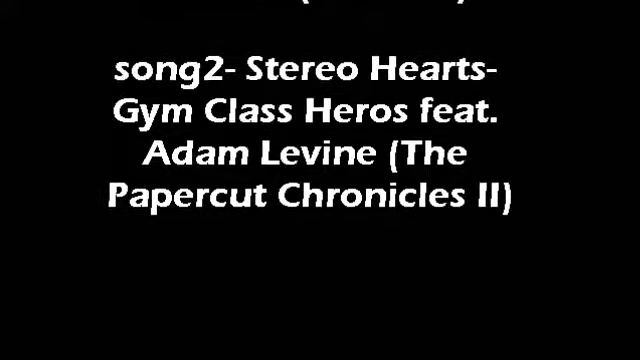 song2- Stereo Hearts-
Gym Class Heros feat.
Adam Levine (The
Papercut Chronicles II)